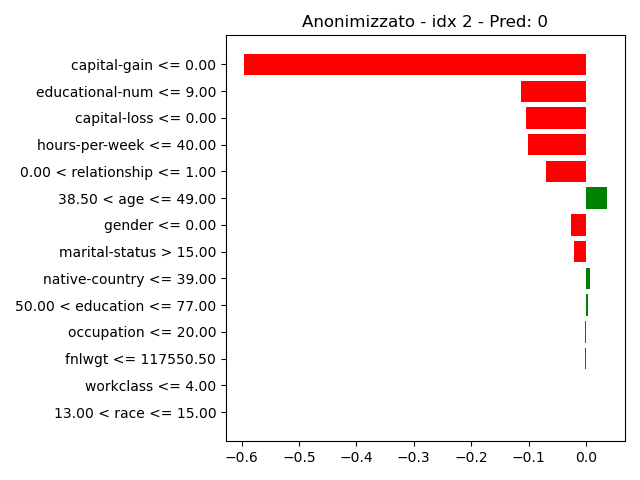 Anonimizzato - idx 2 - Pred: 0
capital-gain <= 0.00
educational-num <= 9.00
capital-loss <= 0.00
hours-per-week <= 40.00
0.00 < relationship <= 1.00
38.50 < age <= 49.00
gender <= 0.00
marital-status > 15.00
native-country <= 39.00
50.00 < education <= 77.00
occupation <= 20.00
fnlwgt <= 117550.50
workclass <= 4.00
13.00 < race <= 15.00
−0.6 −0.5 −0.4 −0.3 −0.2 −0.1 0.0